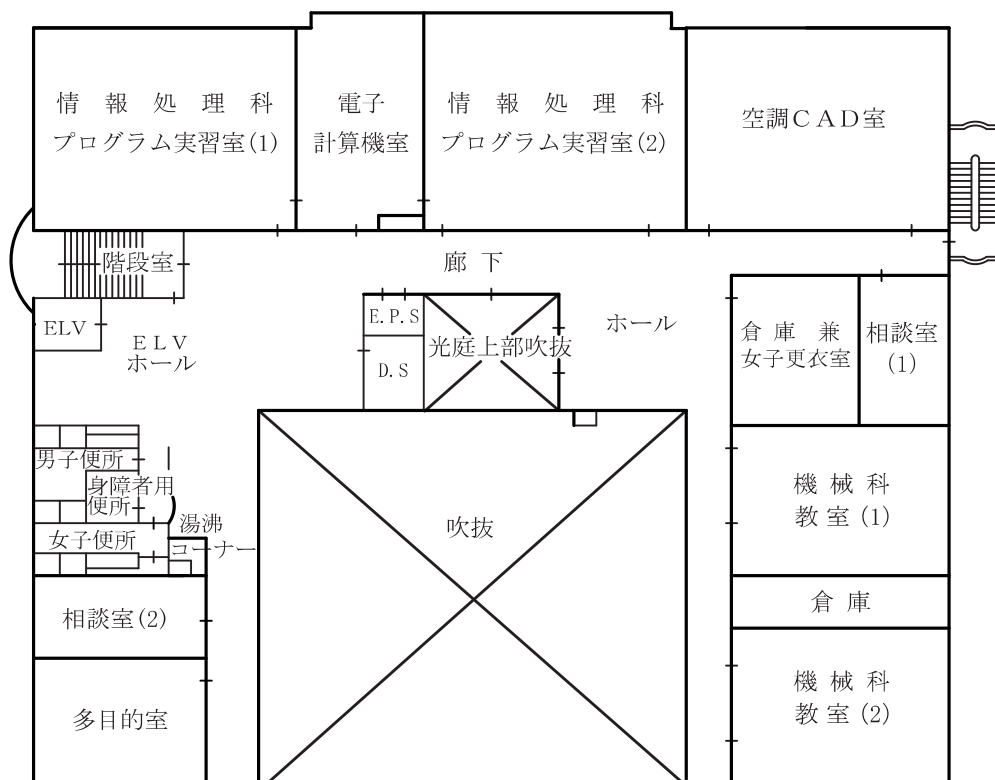 情報処理科
プログラム実習室(1)
電子
計算機室
情報処理科
プログラム実習室(2)
空調CAD室
階段室
廊下
ELV
ELV
ホール
E.P.S
D.S
光庭上部吹抜
ホール
倉庫兼
女子更衣室
相談室
(1)
男子便所
身障者用
便所
女子便所
湯沸
コーナー
吹抜
機械科
教室(1)
倉庫
相談室(2)
多目的室
機械科
教室(2)